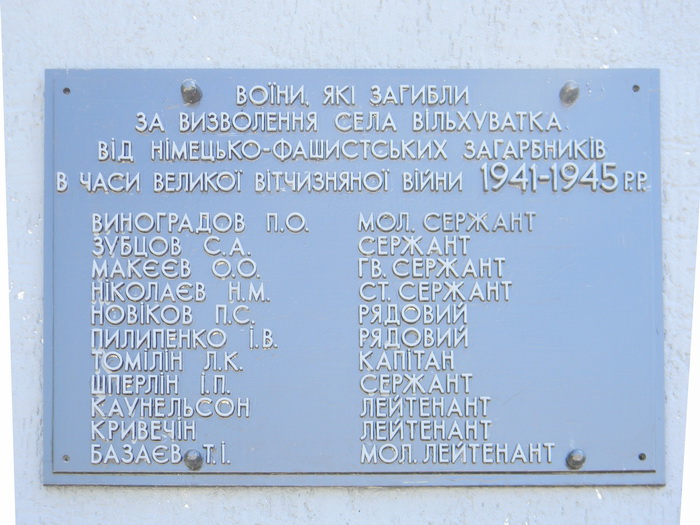 ВОЇНИ, ЯКІ ЗАГИБЛИ
ЗА ВИЗВОЛЕННЯ СЕЛА ВІЛЬХУВАТКА
ВІД НІМЕЦЬКО-ФАШИСТСЬКИХ ЗАГАРБНИКІВ
В ЧАСИ ВЕЛИКОЇ ВІТЧИЗНЯНОЇ ВІЙНИ 1941-1945 Р.Р.
ВИНОГРАДОВ П.О. МОЛ. СЕРЖАНТ
ЗУБЦОВ С.А. СЕРЖАНТ
МАКЄЄВ О.О. ГВ. СЕРЖАНТ
НІКОЛАЄВ Н.М. СТ. СЕРЖАНТ
НОВІКОВ П.С. РЯДОВИЙ
ПИЛИПЕНКО І.В. РЯДОВИЙ
ТОМІЛІН Л.К. КАПІТАН
ШПЕРЛІН І.П. СЕРЖАНТ
КАУНЕЛЬСОН ЛЕЙТЕНАНТ
КРИВЕЧІН ЛЕЙТЕНАНТ
БАЗАЄВ Т.І. МОЛ. ЛЕЙТЕНАНТ